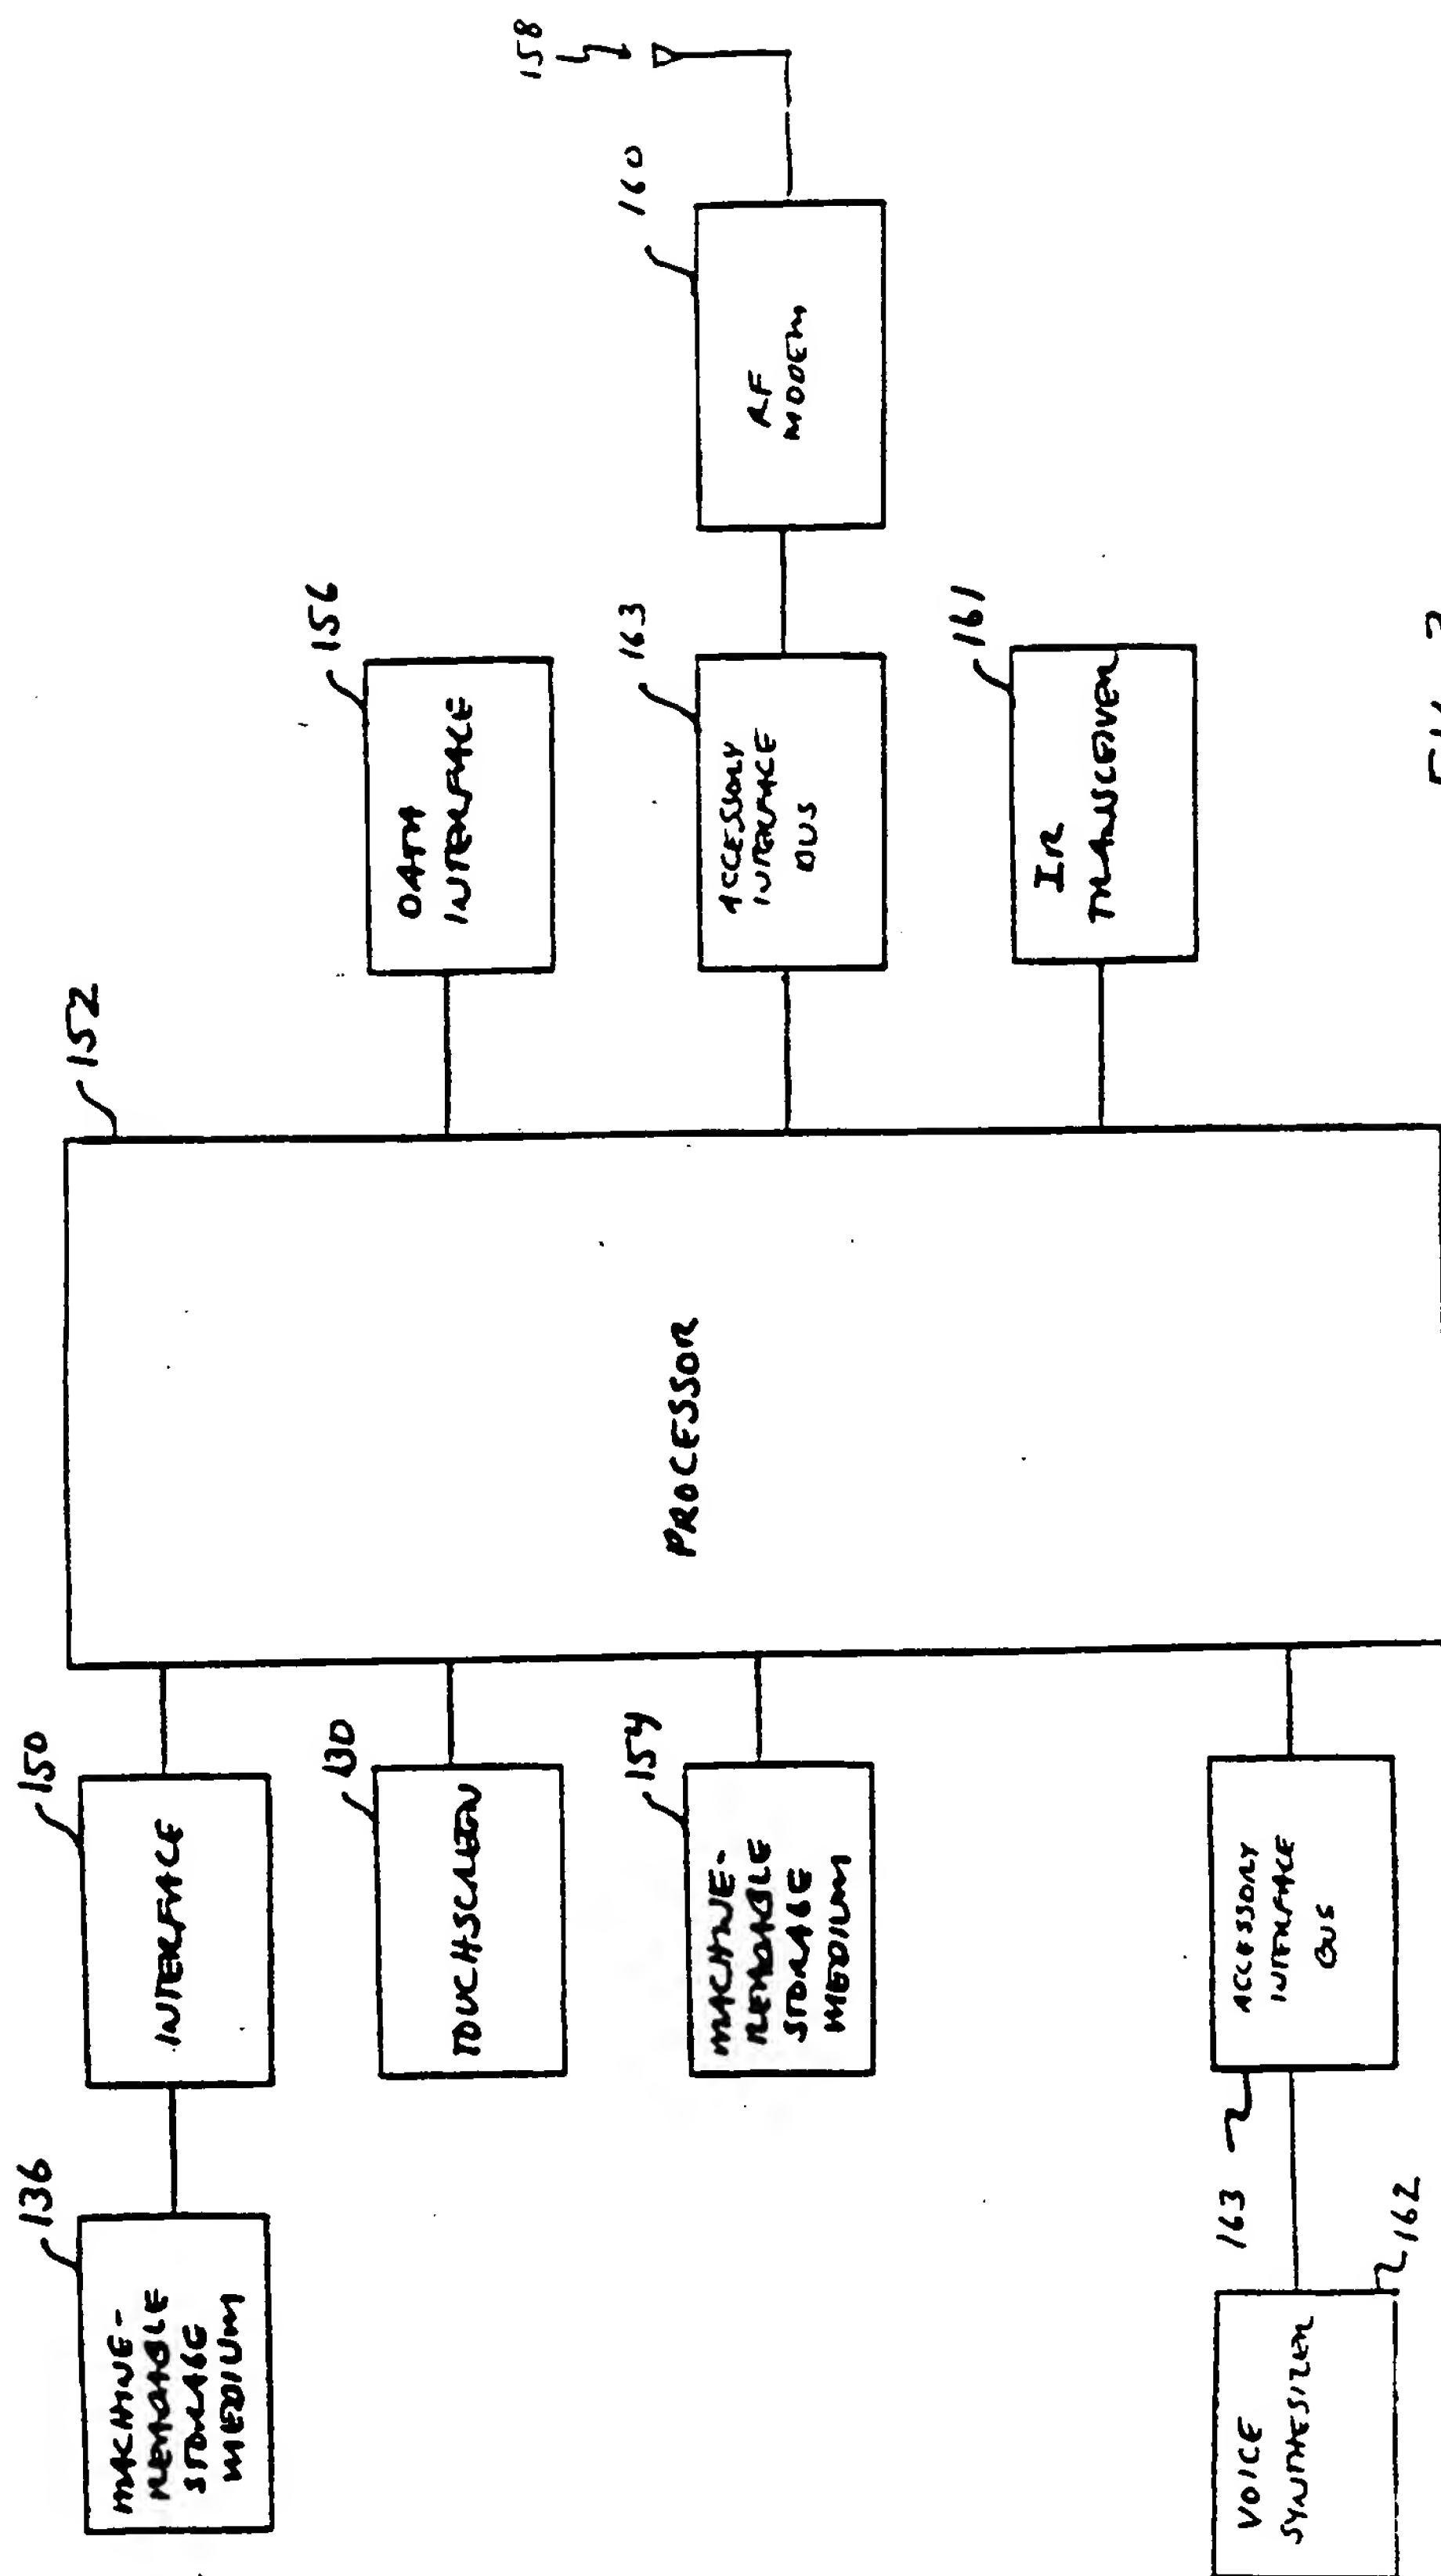 136
MACHINE-
READABLE
STORAGE
MEDIUM
150
INTERFACE
130
TOUCHSCREEN
154
MACHINE-
READABLE
STORAGE
MEDIUM
VOICE
SYNTHESIZER
162
163
ACCESSORY
INTERFACE
BUS
152
PROCESSOR
156
DATA
INTERFACE
163
ACCESSORY
INTERFACE
BUS
161
IR
TRANSCEIVER
160
RF
MODEM
158